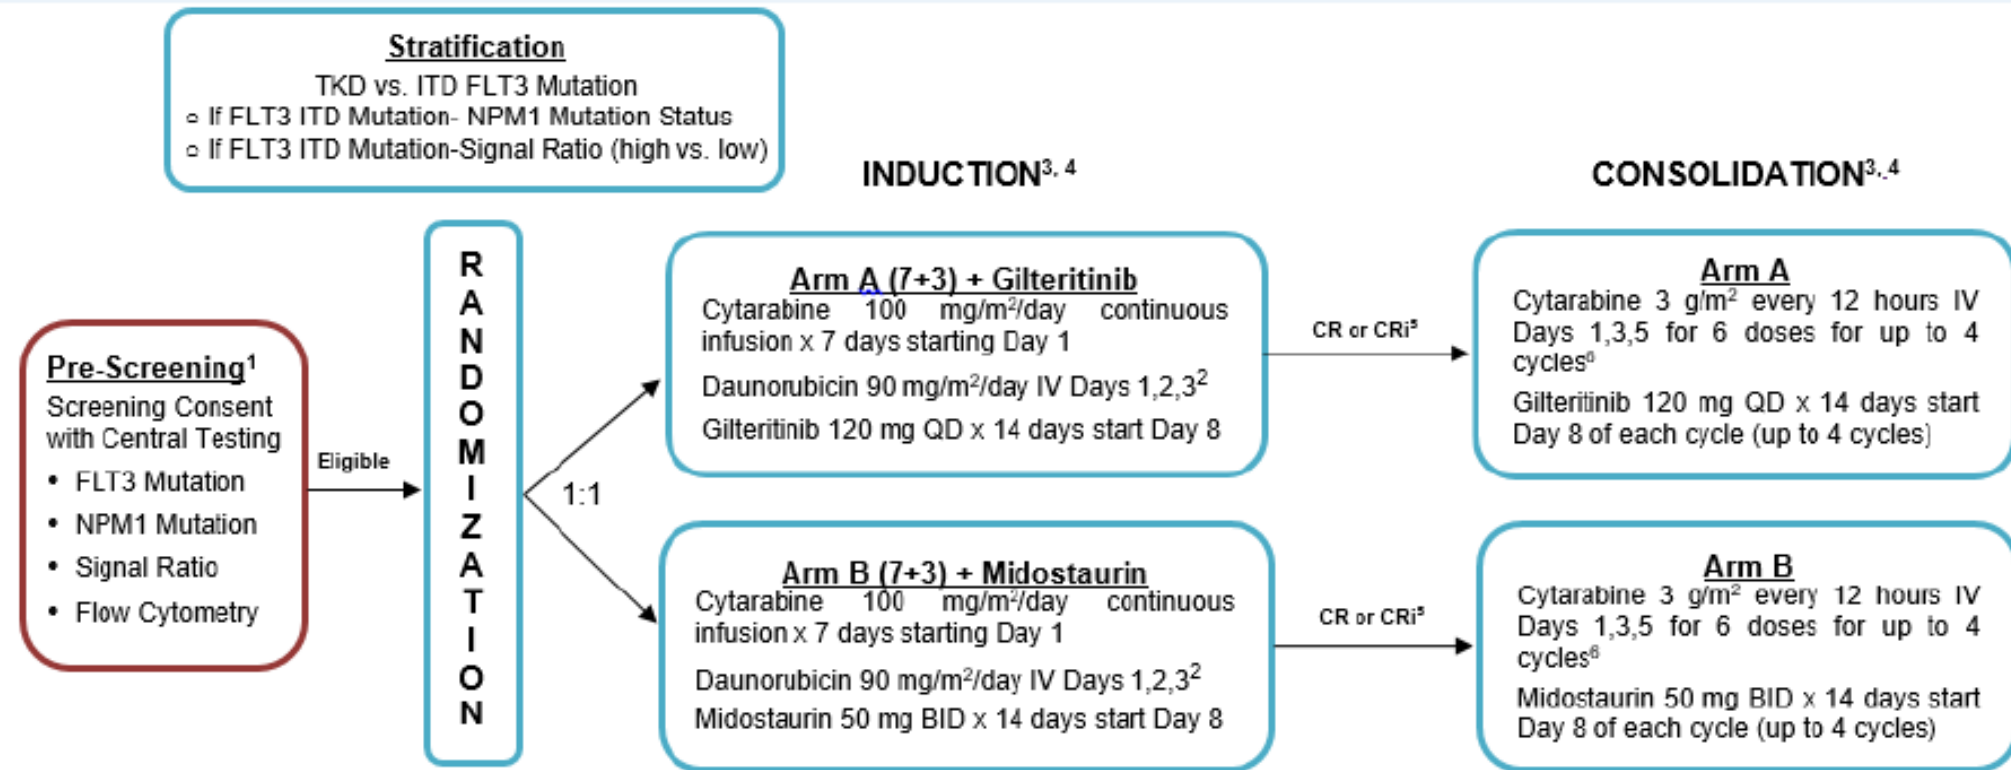 Stratification
TKD vs. ITD FLT3 Mutation
o If FLT3 ITD Mutation- NPM1 Mutation Status
o If FLT3 ITD Mutation-Signal Ratio (high vs. low)
Pre-Screening¹
Screening Consent
with Central Testing
• FLT3 Mutation
• NPM1 Mutation
• Signal Ratio
• Flow Cytometry
Eligible
RANDOMIZATION
1:1
INDUCTION³, ⁴
Arm A (7+3) + Gilteritinib
Cytarabine 100 mg/m²/day continuous
infusion x 7 days starting Day 1
Daunorubicin 90 mg/m²/day IV Days 1,2,3²
Gilteritinib 120 mg QD x 14 days start Day 8
Arm B (7+3) + Midostaurin
Cytarabine 100 mg/m²/day continuous
infusion x 7 days starting Day 1
Daunorubicin 90 mg/m²/day IV Days 1,2,3²
Midostaurin 50 mg BID x 14 days start Day 8
CR or CRi⁵
CR or CRi⁵
CONSOLIDATION³, ⁴
Arm A
Cytarabine 3 g/m² every 12 hours IV
Days 1,3,5 for 6 doses for up to 4
cycles⁶
Gilteritinib 120 mg QD x 14 days start
Day 8 of each cycle (up to 4 cycles)
Arm B
Cytarabine 3 g/m² every 12 hours IV
Days 1,3,5 for 6 doses for up to 4
cycles⁶
Midostaurin 50 mg BID x 14 days start
Day 8 of each cycle (up to 4 cycles)